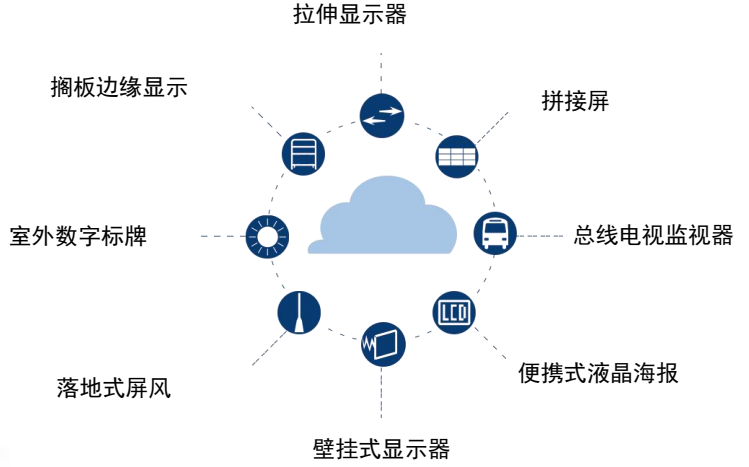 拉伸显示器
搁板边缘显示
拼接屏
室外数字标牌
总线电视监视器
LCD
便携式液晶海报
落地式屏风
壁挂式显示器